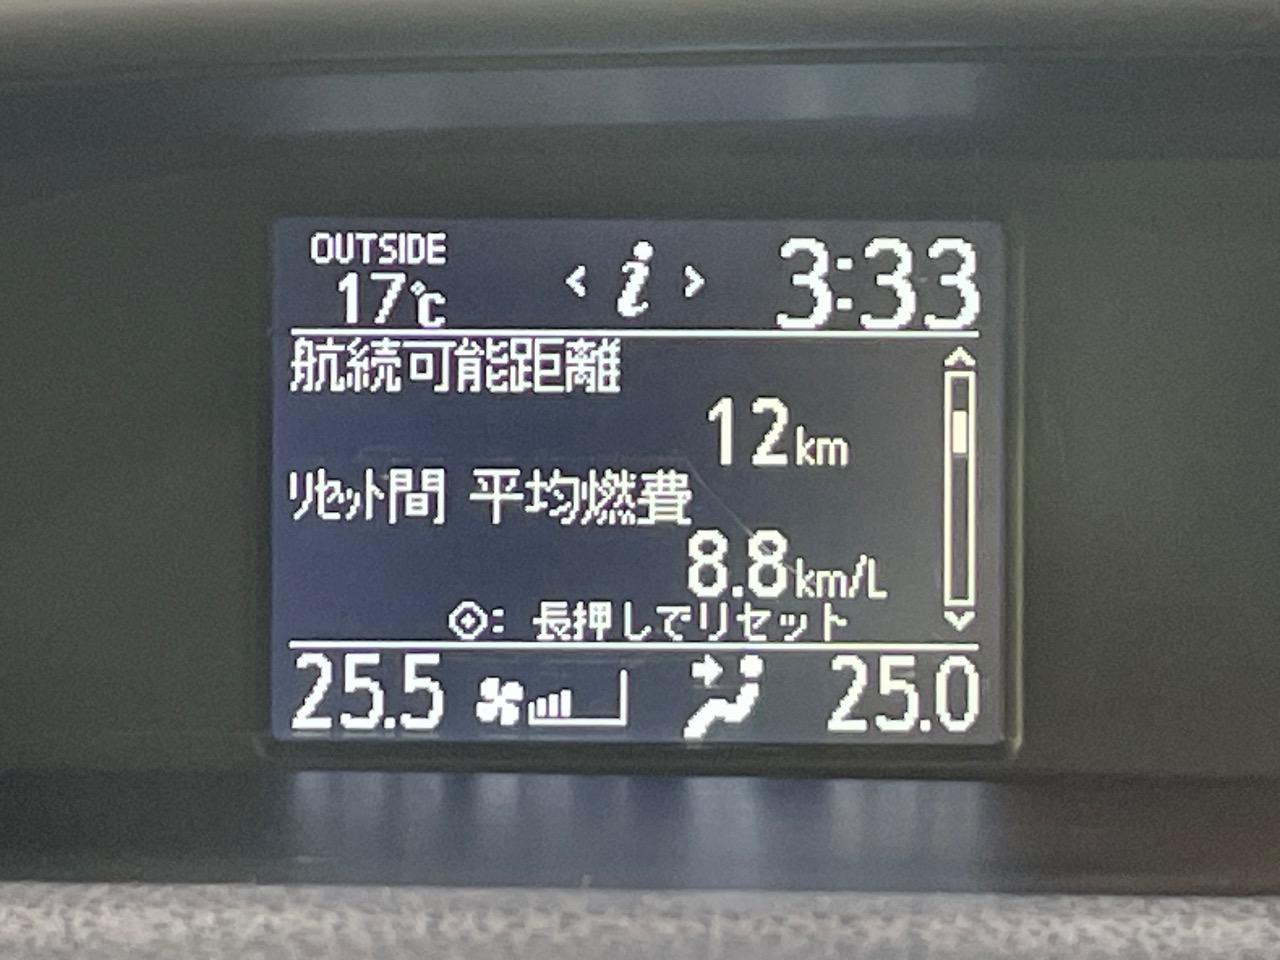 OUTSIDE
17℃
< i >
3:33
航続可能距離
12km
ﾘｾｯﾄ間 平均燃費
8.8km/L
◎: 長押しでリセット
25.5
25.0